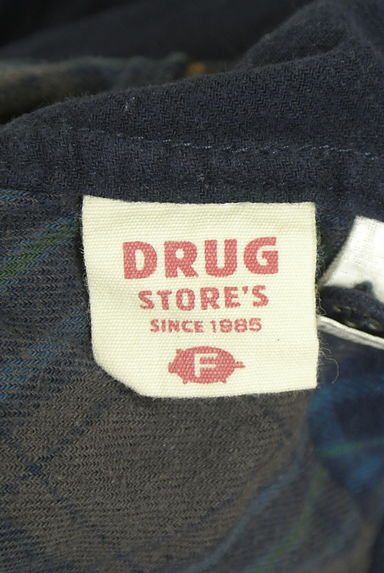 DRUG
STORE'S
SINCE 1985
F